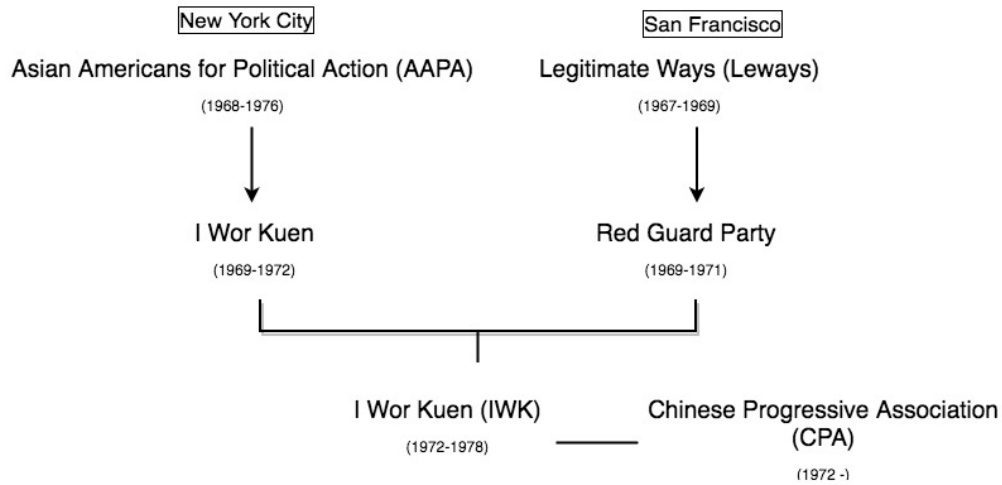 New York City
San Francisco
Asian Americans for Political Action (AAPA)
Legitimate Ways (Leways)
(1968-1976)
(1967-1969)
I Wor Kuen
Red Guard Party
(1969-1972)
(1969-1971)
I Wor Kuen (IWK)
Chinese Progressive Association
(CPA)
(1972-1978)
(1972 -)